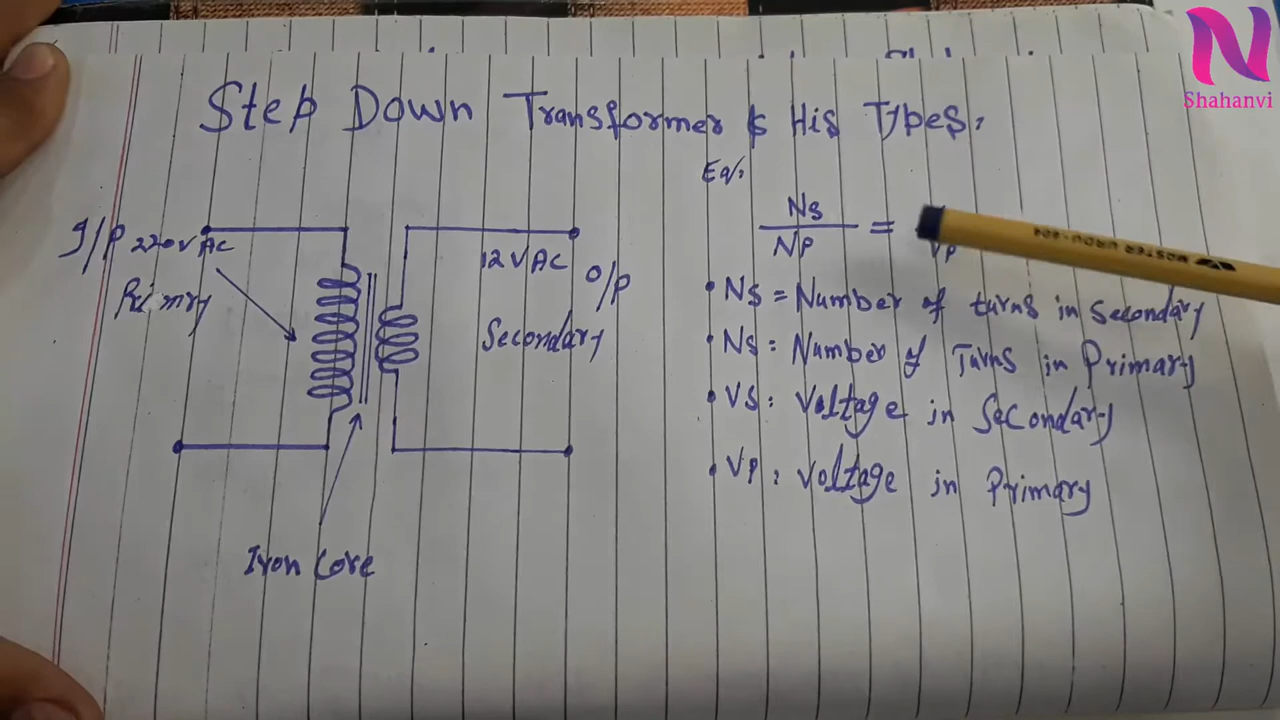 Step Down Transformer & His Types:
Eq:
Ns
NP
=
VP
I/P 220V AC
Primry
12V AC
O/P
Secondary
Iron Core
• NS = Number of turns in Secondary
• NS: Number of Turns in Primary
• VS: Voltage in Secondary
• VP: Voltage in Primary
N
Shahanvi